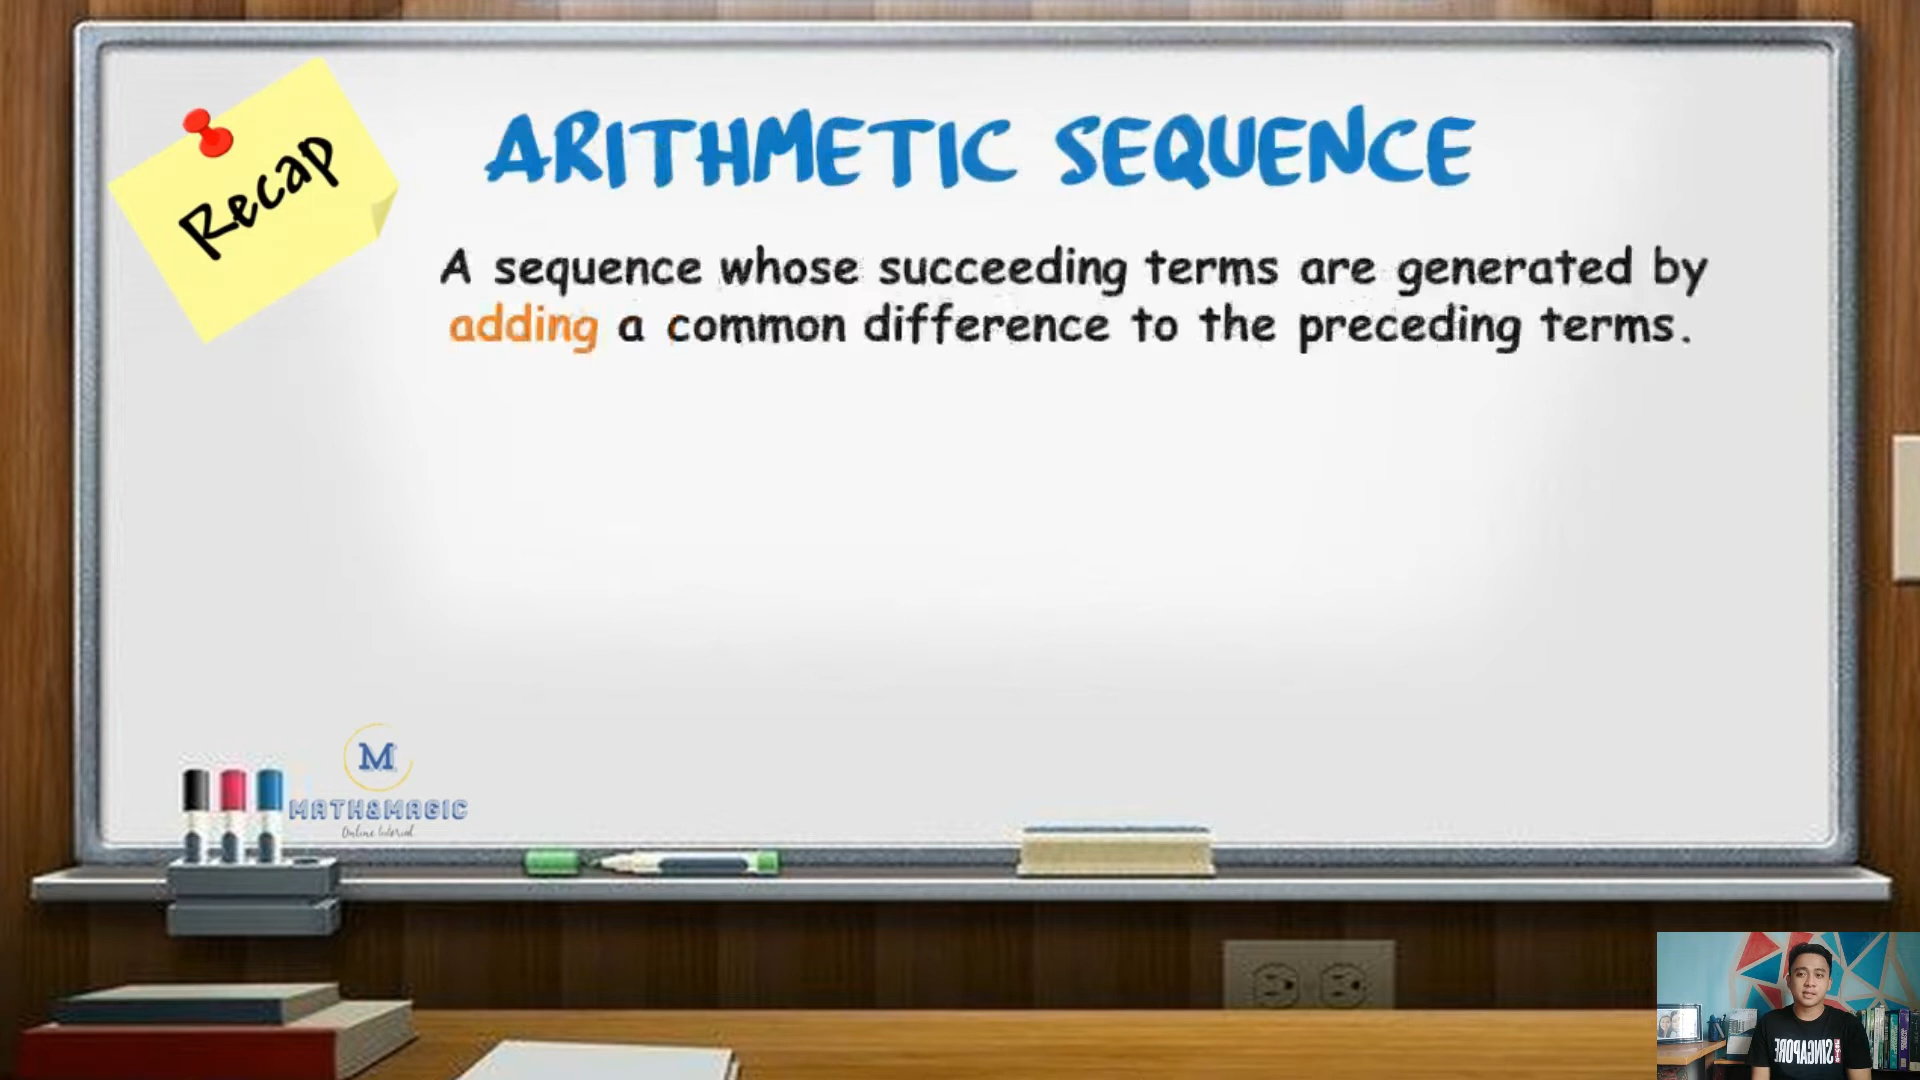 Recap
ARITHMETIC SEQUENCE
A sequence whose succeeding terms are generated by
adding a common difference to the preceding terms.
M
MATH&MAGIC
Online tutorial
SINGAPORE